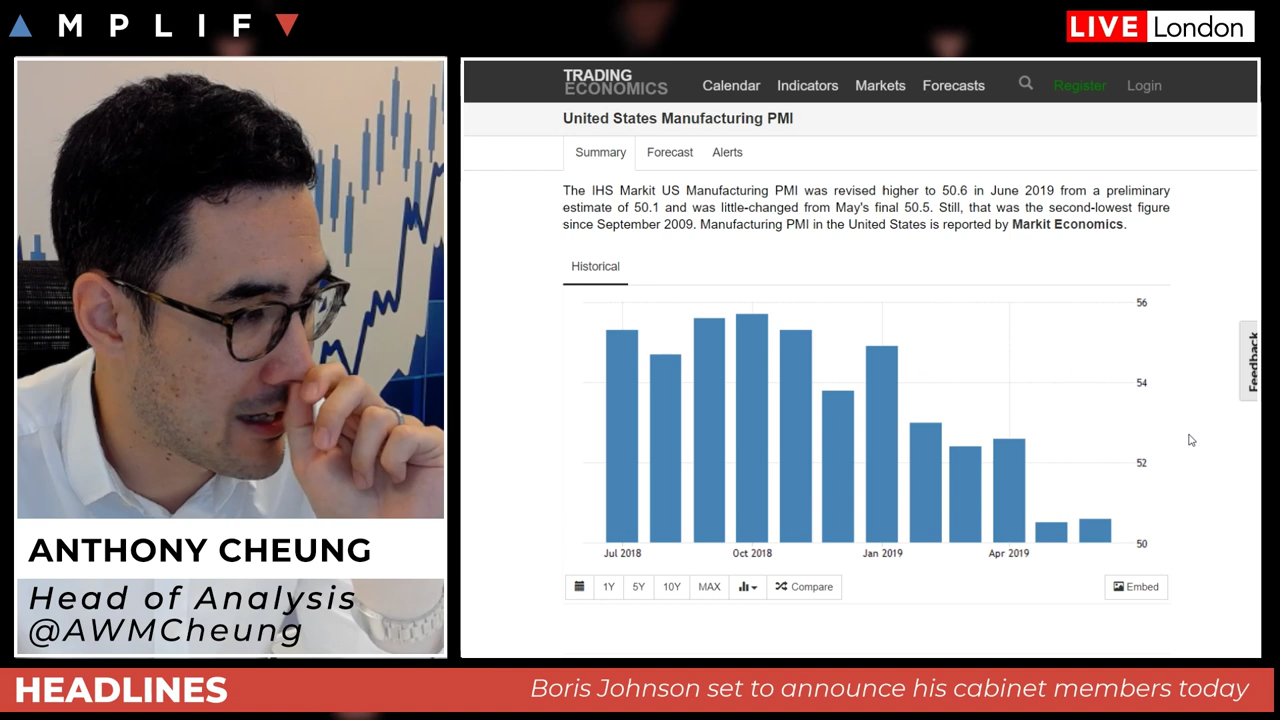 ▲ M P L I F ▼
LIVE London
TRADING
ECONOMICS
Calendar Indicators Markets Forecasts Register Login
United States Manufacturing PMI
Summary Forecast Alerts
The IHS Markit US Manufacturing PMI was revised higher to 50.6 in June 2019 from a preliminary
estimate of 50.1 and was little-changed from May's final 50.5. Still, that was the second-lowest figure
since September 2009. Manufacturing PMI in the United States is reported by Markit Economics.
Historical
56
54
52
50
Jul 2018 Oct 2018 Jan 2019 Apr 2019
1Y 5Y 10Y MAX Compare Embed
Feedback
ANTHONY CHEUNG
Head of Analysis
@AWMCheung
HEADLINES Boris Johnson set to announce his cabinet members today